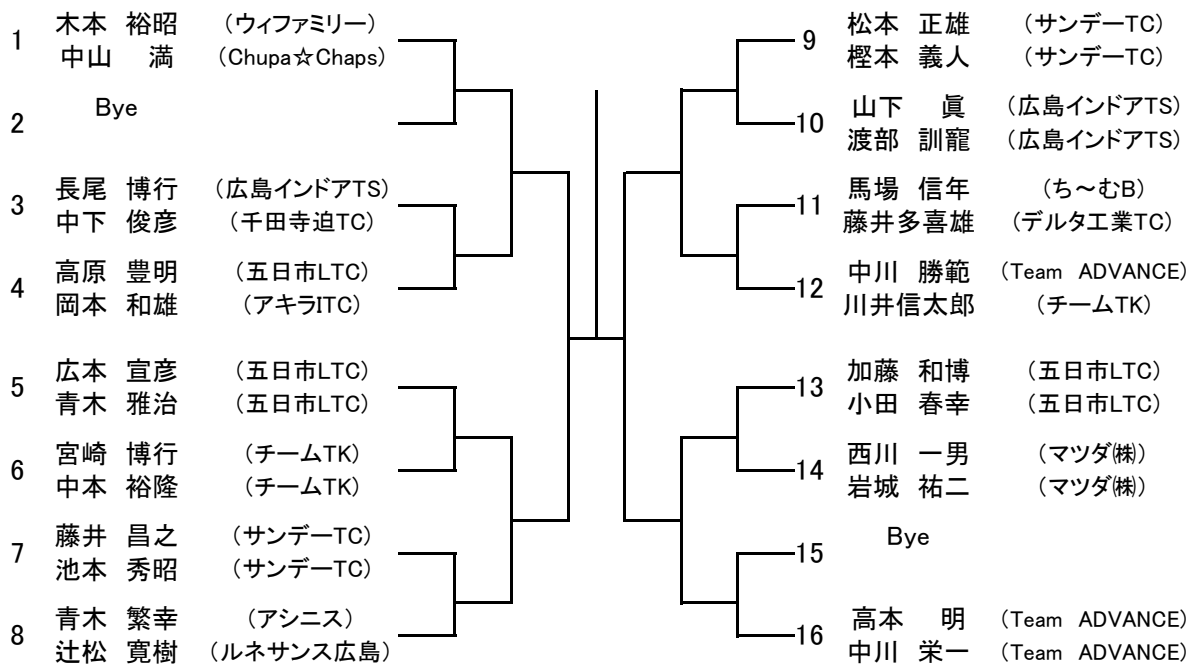 1 木本 裕昭 (ウィファミリー)
中山 満 (Chupa☆Chaps)
2 Bye
3 長尾 博行 (広島インドアTS)
中下 俊彦 (千田寺迫TC)
4 高原 豊明 (五日市LTC)
岡本 和雄 (アキラITC)
5 広本 宣彦 (五日市LTC)
青木 雅治 (五日市LTC)
6 宮崎 博行 (チームTK)
中本 裕隆 (チームTK)
7 藤井 昌之 (サンデーTC)
池本 秀昭 (サンデーTC)
8 青木 繁幸 (アシニス)
辻松 寛樹 (ルネサンス広島)
9 松本 正雄 (サンデーTC)
樫本 義人 (サンデーTC)
10 山下 眞 (広島インドアTS)
渡部 訓寵 (広島インドアTS)
11 馬場 信年 (ち～むB)
藤井多喜雄 (デルタ工業TC)
12 中川 勝範 (Team ADVANCE)
川井信太郎 (チームTK)
13 加藤 和博 (五日市LTC)
小田 春幸 (五日市LTC)
14 西川 一男 (マツダ㈱)
岩城 祐二 (マツダ㈱)
15 Bye
16 高本 明 (Team ADVANCE)
中川 栄一 (Team ADVANCE)